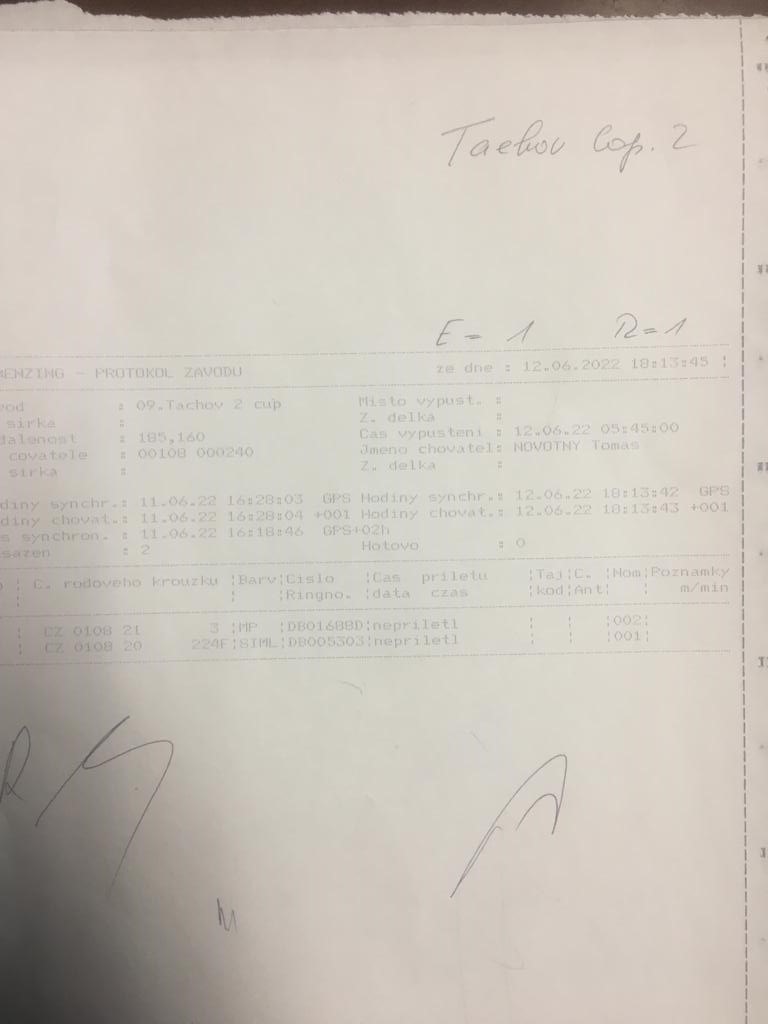 Tachov Cup. 2
E = 1 R = 1
BENZING - PROTOKOL ZAVODU ze dne : 12.06.2022 18:13:45 ¦
vod : 09.Tachov 2 cup Misto vypust. :
sirka : Z. delka :
dalenost : 185,160 Cas vypusteni : 12.06.22 05:45:00
covatele : 00108 000240 Jmeno chovatel: NOVOTNY Tomas
sirka : Z. delka :
diny synchr.: 11.06.22 16:28:03 GPS Hodiny synchr.: 12.06.22 18:13:42 GPS
diny chovat.: 11.06.22 16:28:04 +001 Hodiny chovat.: 12.06.22 18:13:43 +001
s synchron. : 11.06.22 16:18:46 GPS+02h
sazen : 2 Hotovo : 0
¦ C. rodoveho krouzku ¦Barv¦Cislo ¦Cas priletu ¦Taj¦C. ¦Nom¦Poznamky
¦ ¦ ¦Ringno. ¦data czas ¦kod¦Ant¦ ¦ m/min
¦ CZ 0108 21 3 ¦MP ¦DB0168BD¦nepriletl ¦ ¦ ¦002¦
¦ CZ 0108 20 224F¦SIML¦DB005303¦nepriletl ¦ ¦ ¦001¦